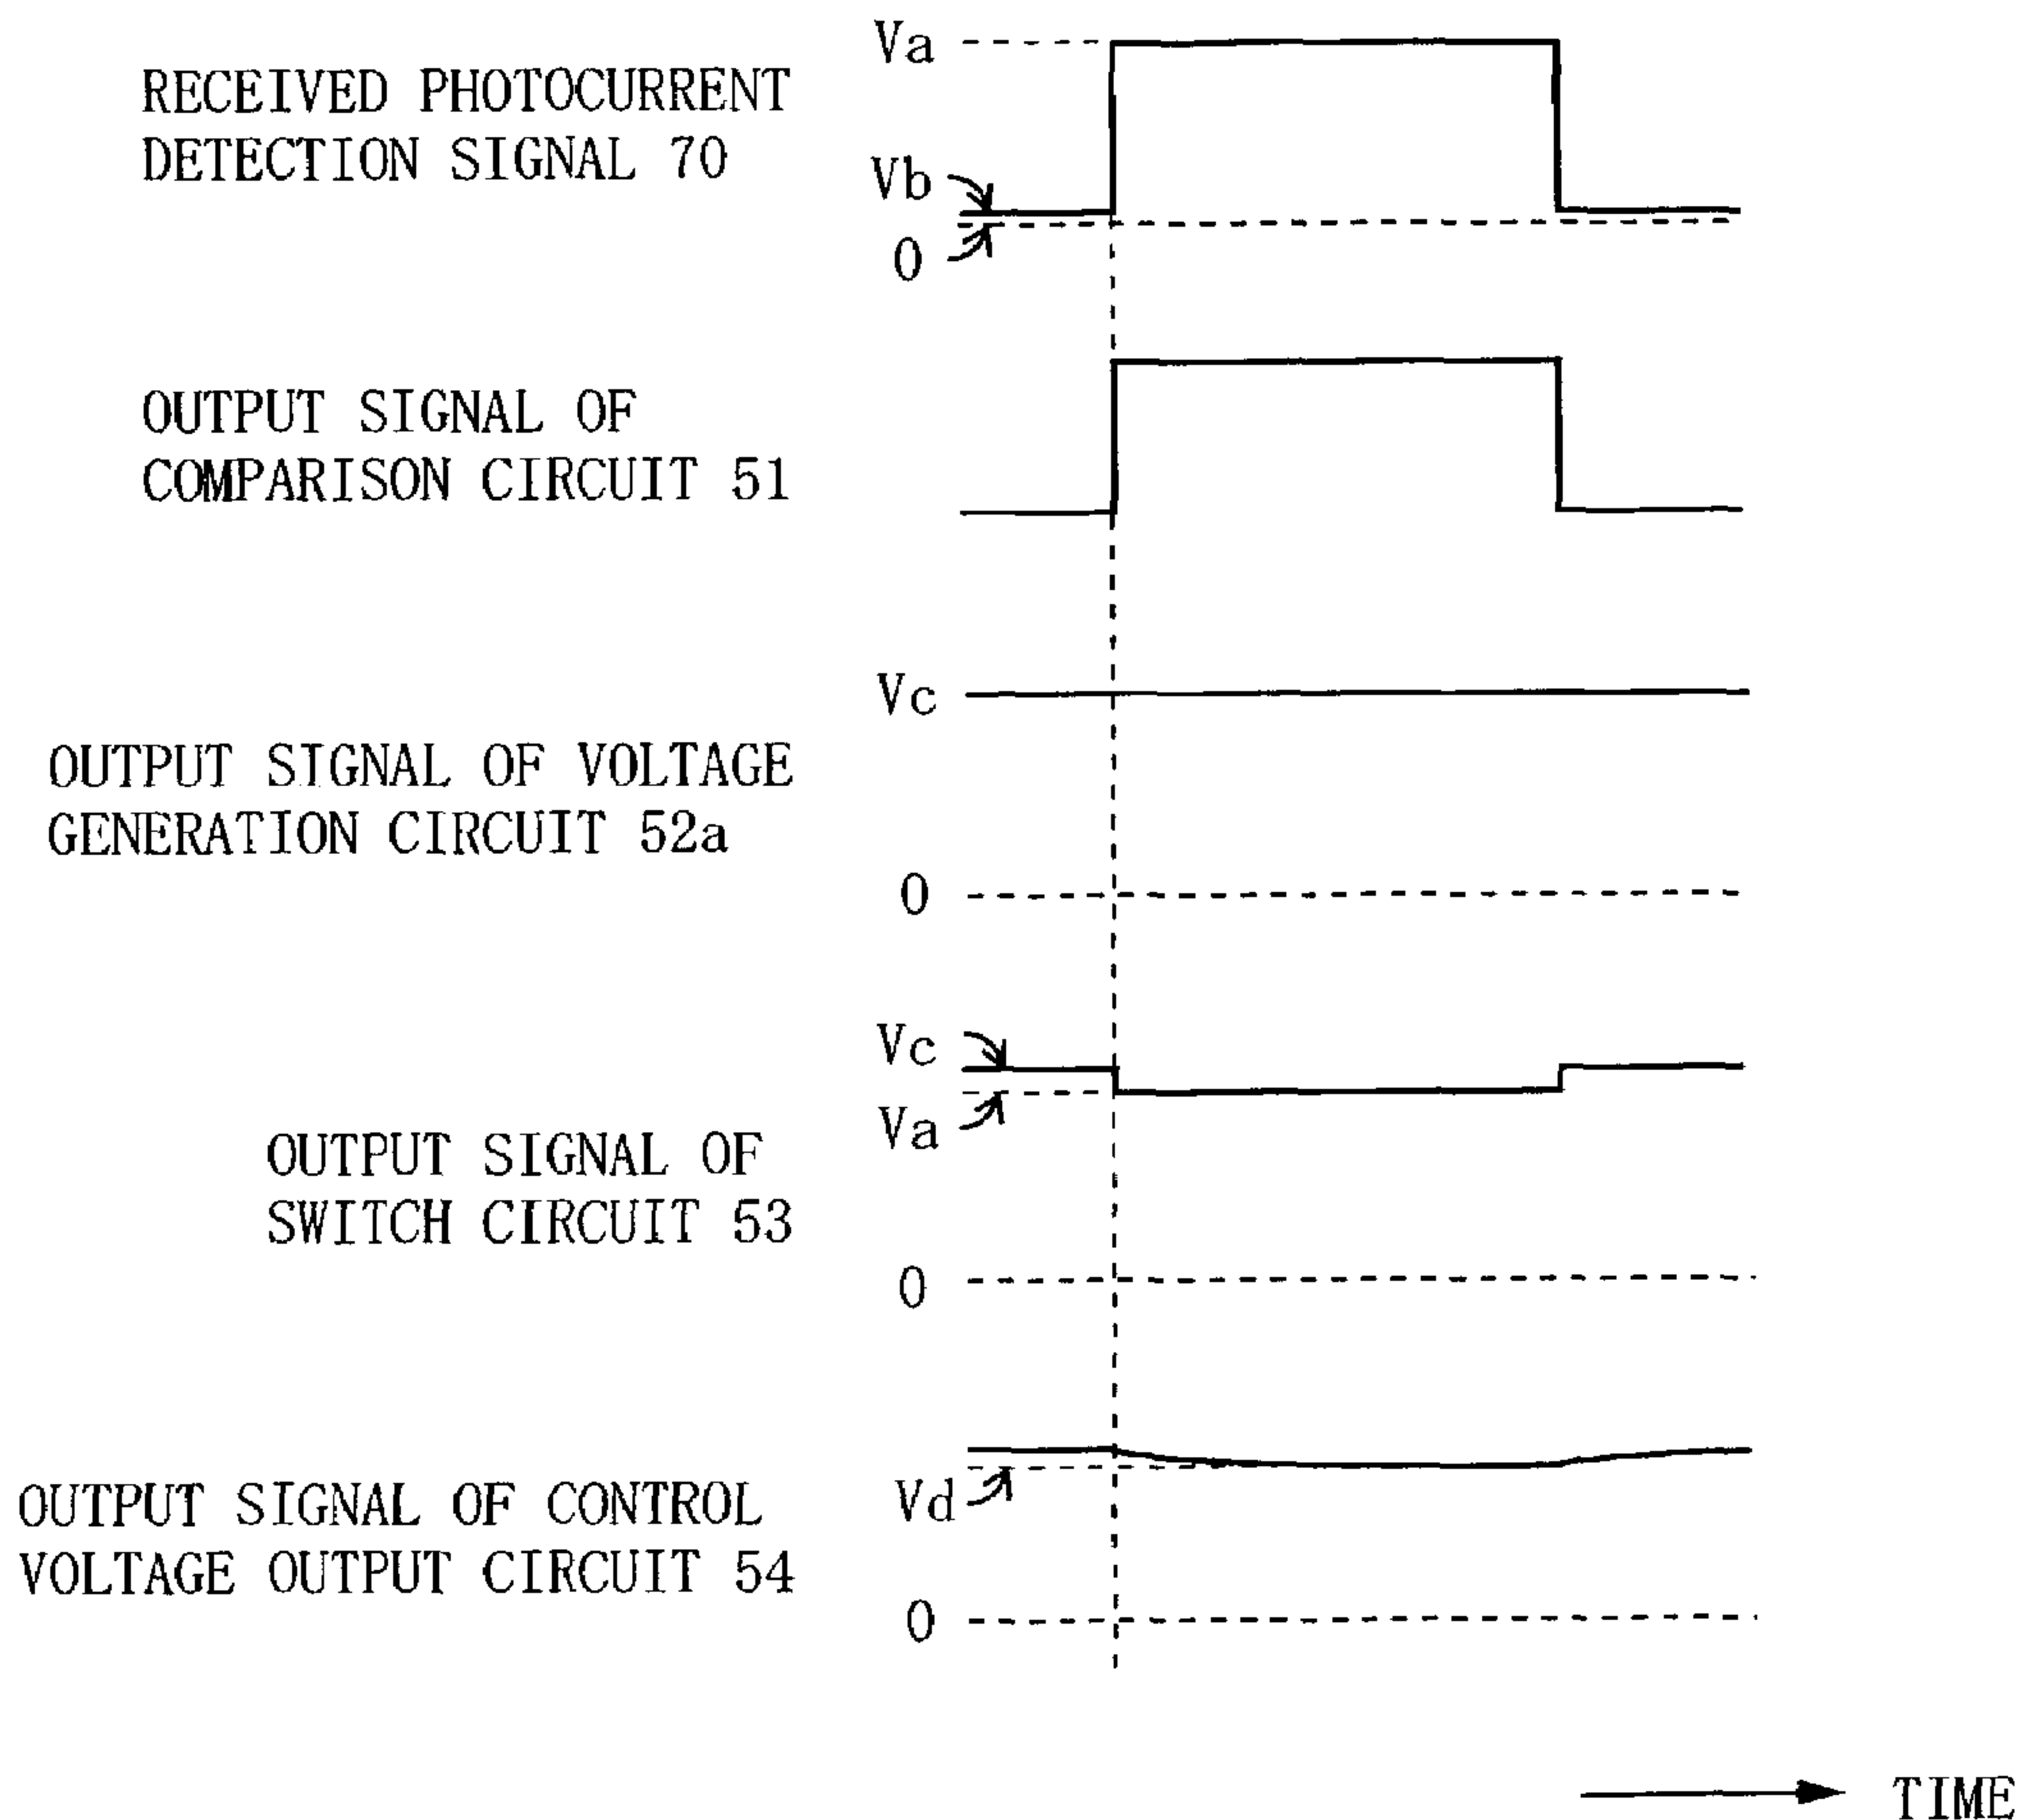 Va
RECEIVED PHOTOCURRENT
DETECTION SIGNAL 70
Vb
0
OUTPUT SIGNAL OF
COMPARISON CIRCUIT 51
Vc
OUTPUT SIGNAL OF VOLTAGE
GENERATION CIRCUIT 52a
0
Vc
Va
OUTPUT SIGNAL OF
SWITCH CIRCUIT 53
0
Vd
OUTPUT SIGNAL OF CONTROL
VOLTAGE OUTPUT CIRCUIT 54
0
TIME